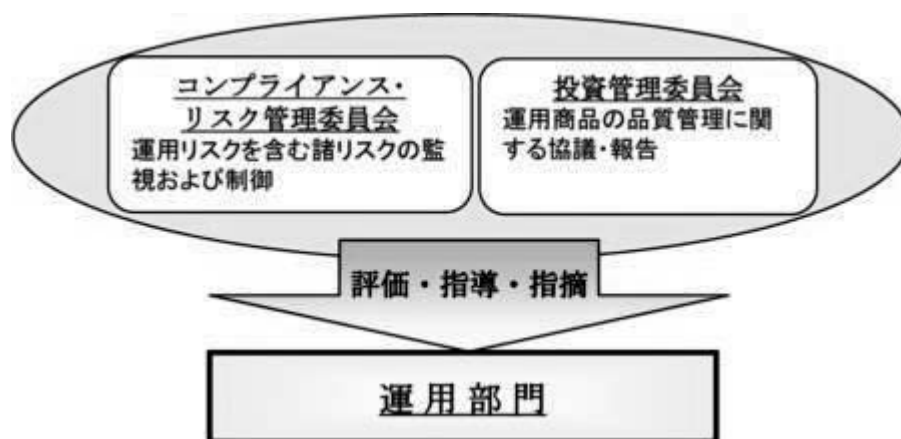 コンプライアンス・
リスク管理委員会
運用リスクを含む諸リスクの監
視および制御
投資管理委員会
運用商品の品質管理に関
する協議・報告
評価・指導・指摘
運用部門